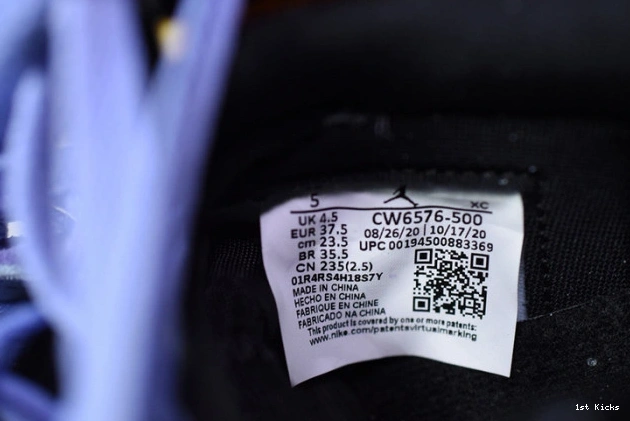 5 XC
UK 4.5 CW6576-500
EUR 37.5 08/26/20 | 10/17/20
cm 23.5 UPC 00194500883369
BR 35.5
CN 235(2.5)
01R4RS4H18S7Y
MADE IN CHINA
HECHO EN CHINA
FABRIQUE EN CHINE
FABRICADO NA CHINA
This product is covered by one or more patents:
www.nike.com/patentsvirtualmarking
1st Kicks